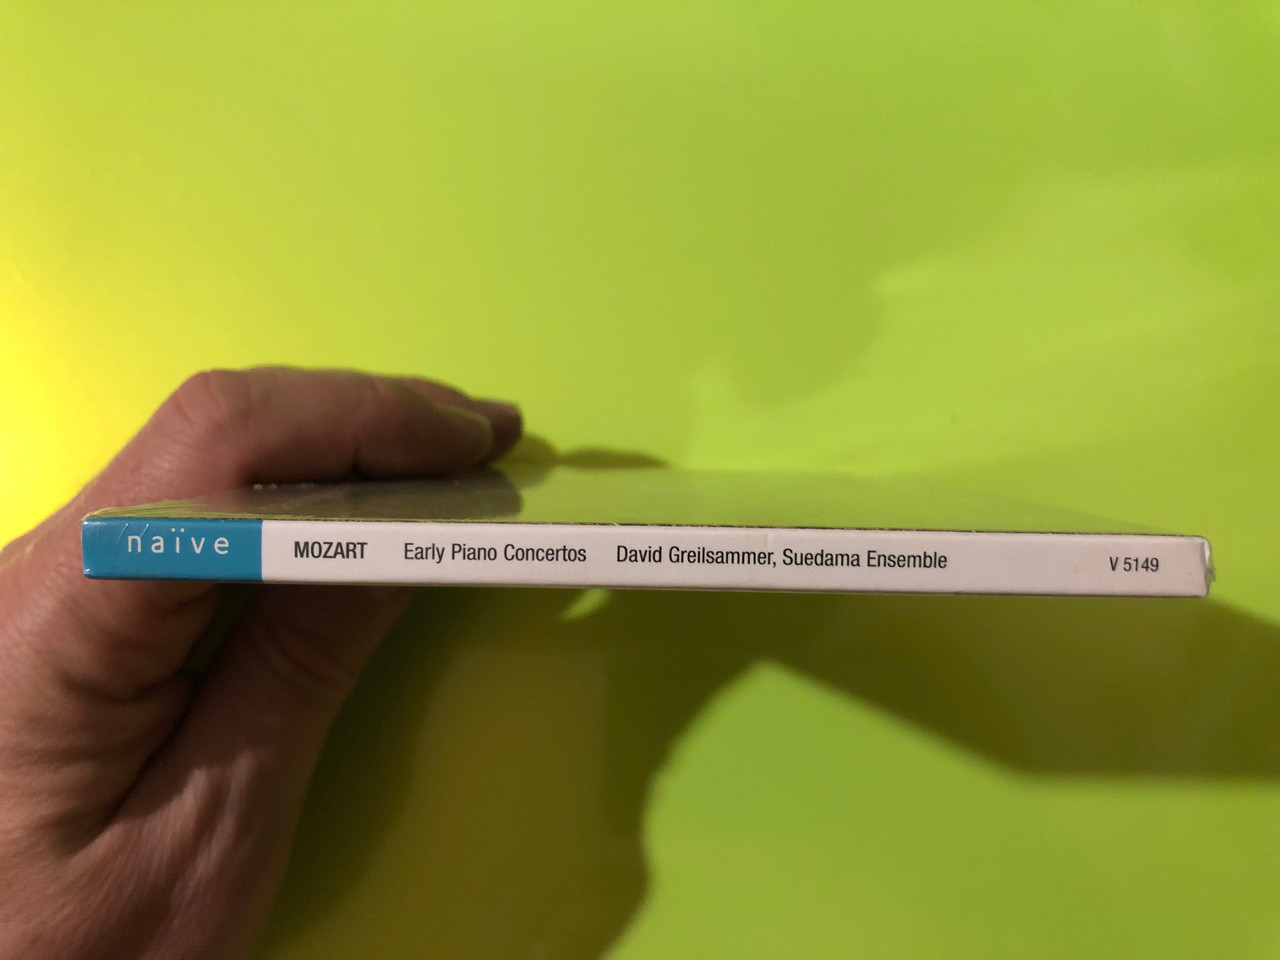 naïve MOZART Early Piano Concertos David Greilsammer, Suedama Ensemble V 5149